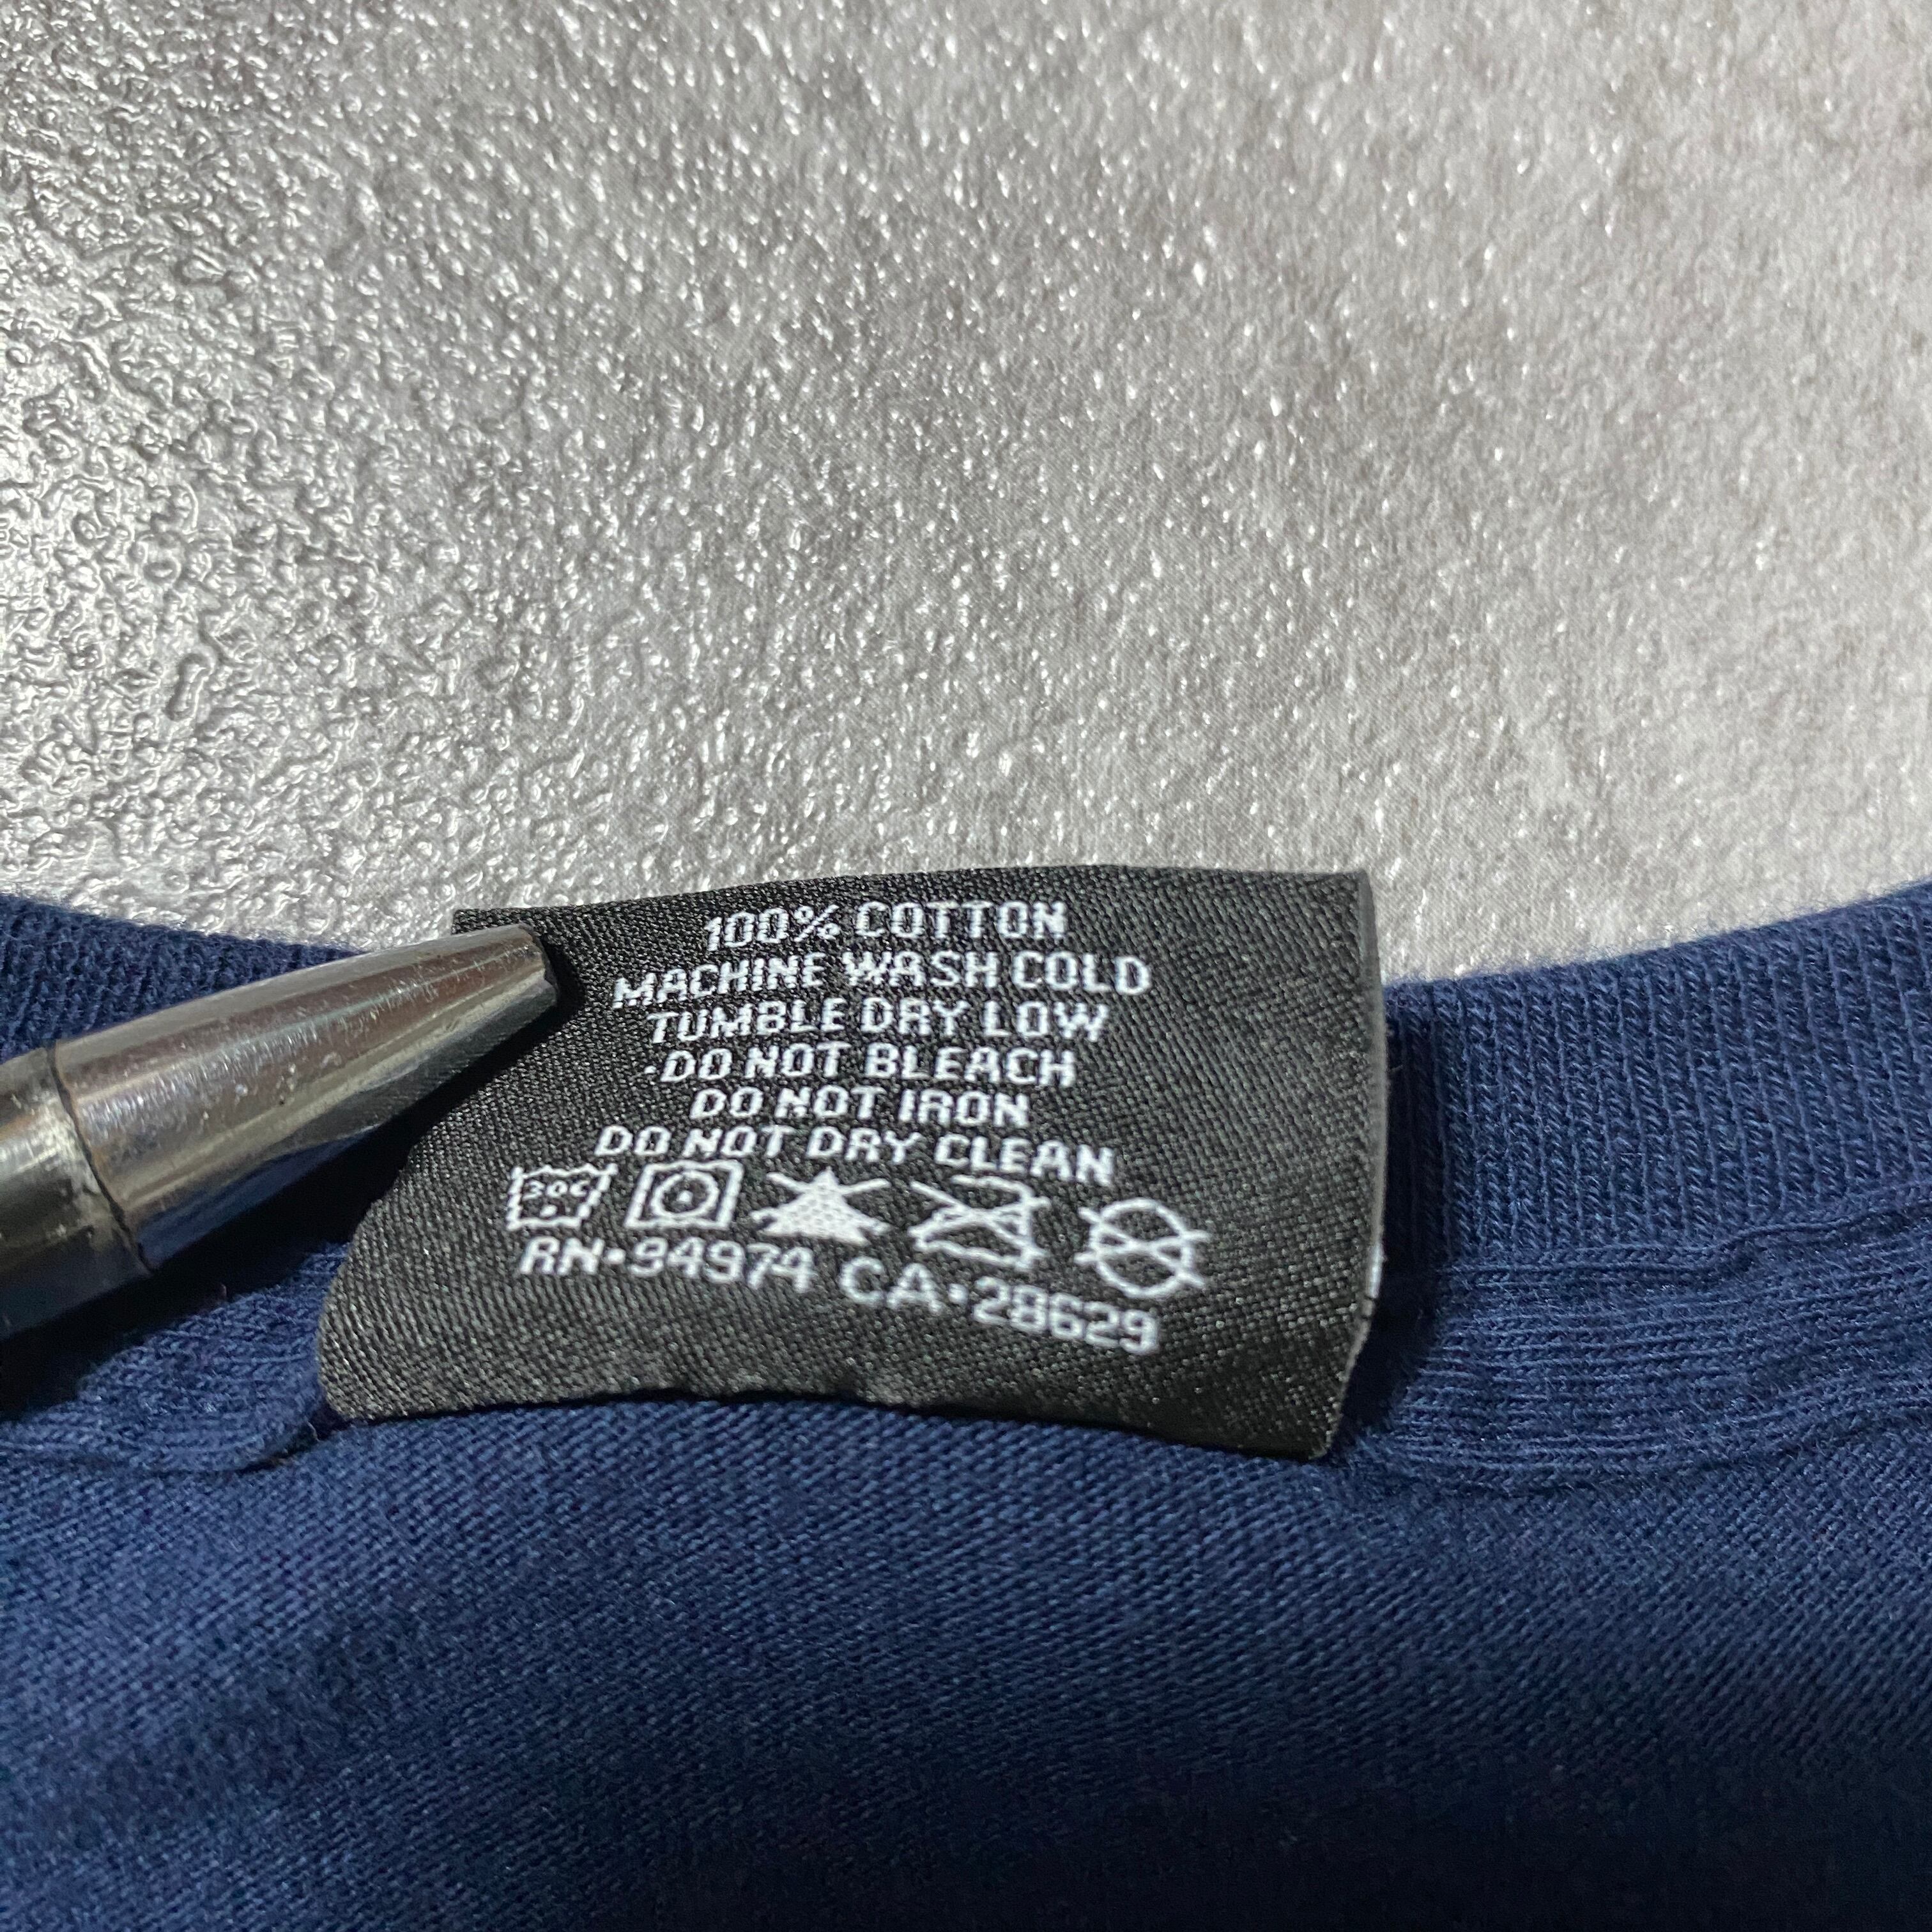 100% COTTON
MACHINE WASH COLD
TUMBLE DRY LOW
DO NOT BLEACH
DO NOT IRON
DO NOT DRY CLEAN
30C
RN•94974 CA•28629